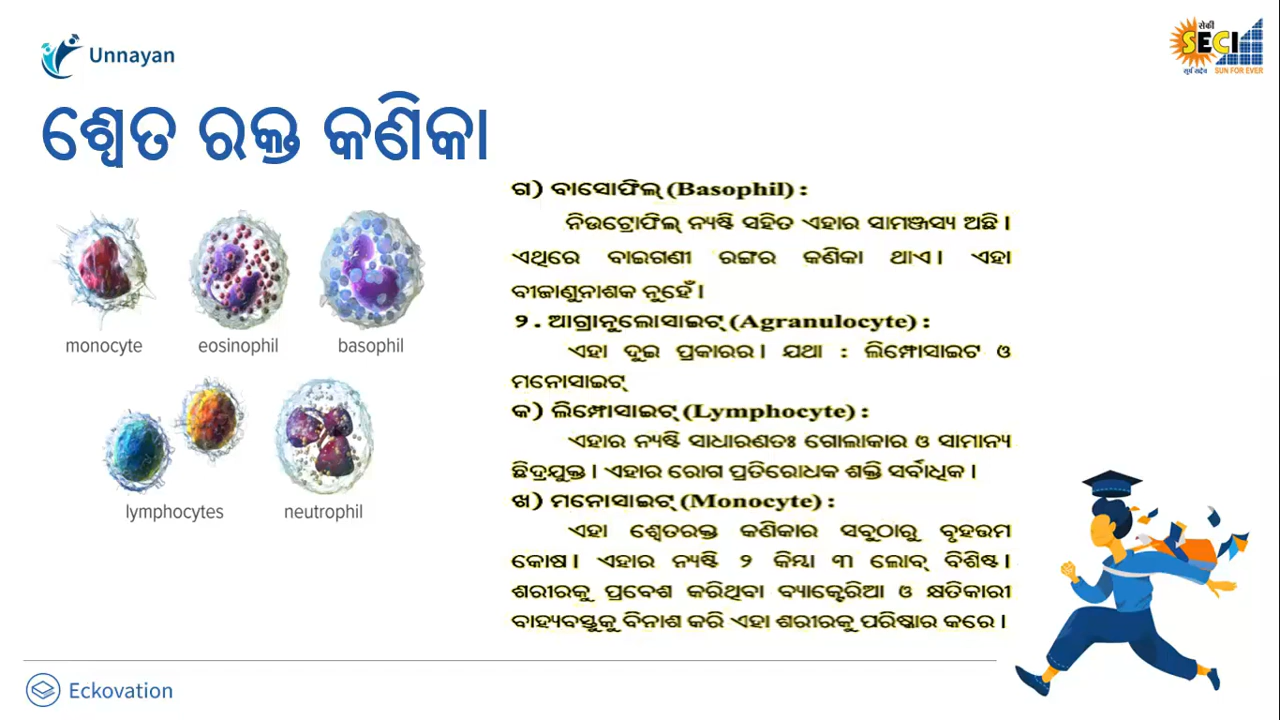 Unnayan
सेकी
SECI
सूर्य सदैव
SUN FOR EVER
ଶ୍ୱେତ ରକ୍ତ କଣିକା
monocyte
eosinophil
basophil
lymphocytes
neutrophil
ଗ) ବାସୋଫିଲ୍ (Basophil) :
ନିଉଟ୍ରୋଫିଲ୍ ନ୍ୟଷ୍ଟି ସହିତ ଏହାର ସାମଞ୍ଜସ୍ୟ ଅଛି ।
ଏଥିରେ ବାଇଗଣୀ ରଙ୍ଗର କଣିକା ଥାଏ। ଏହା
ବୀଜାଣୁନାଶକ ନୁହେଁ ।
୨. ଆଗ୍ରାନୁଲୋସାଇଟ୍ (Agranulocyte) :
ଏହା ଦୁଇ ପ୍ରକାରର। ଯଥା : ଲିମ୍ଫୋସାଇଟ ଓ
ମନୋସାଇଟ୍
କ) ଲିମ୍ଫୋସାଇଟ୍ (Lymphocyte) :
ଏହାର ନ୍ୟଷ୍ଟି ସାଧାରଣତଃ ଗୋଲାକାର ଓ ସାମାନ୍ୟ
ଛିଦ୍ରଯୁକ୍ତ । ଏହାର ରୋଗ ପ୍ରତିରୋଧକ ଶକ୍ତି ସର୍ବାଧିକ ।
ଖ) ମନୋସାଇଟ୍ (Monocyte) :
ଏହା ଶ୍ୱେତରକ୍ତ କଣିକାର ସବୁଠାରୁ ବୃହତ୍ତମ
କୋଷ। ଏହାର ନ୍ୟଷ୍ଟି ୨ କିମ୍ବା ୩ ଲୋବ୍ ବିଶିଷ୍ଟ।
ଶରୀରକୁ ପ୍ରବେଶ କରିଥିବା ବ୍ୟାକ୍ଟେରିଆ ଓ କ୍ଷତିକାରୀ
ବାହ୍ୟବସ୍ତୁକୁ ବିନାଶ କରି ଏହା ଶରୀରକୁ ପରିଷ୍କାର କରେ ।
Eckovation